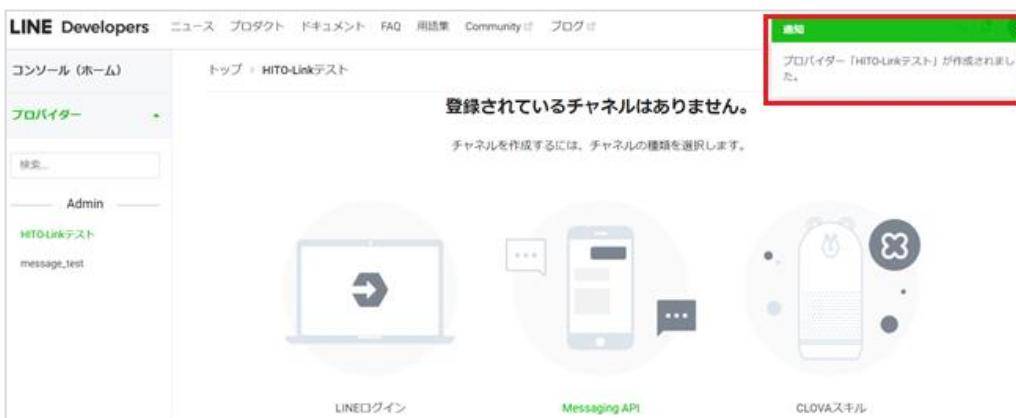 LINE Developers ニュース プロダクト ドキュメント FAQ 用語集 Community ブログ
通知
プロバイダー「HITO-Linkテスト」が作成されまし
た。
コンソール（ホーム）
プロバイダー
検索...
Admin
HITO-Linkテスト
message_test
トップ HITO-Linkテスト
登録されているチャネルはありません。
チャネルを作成するには、チャネルの種類を選択します。
LINEログイン
Messaging API
CLOVAスキル